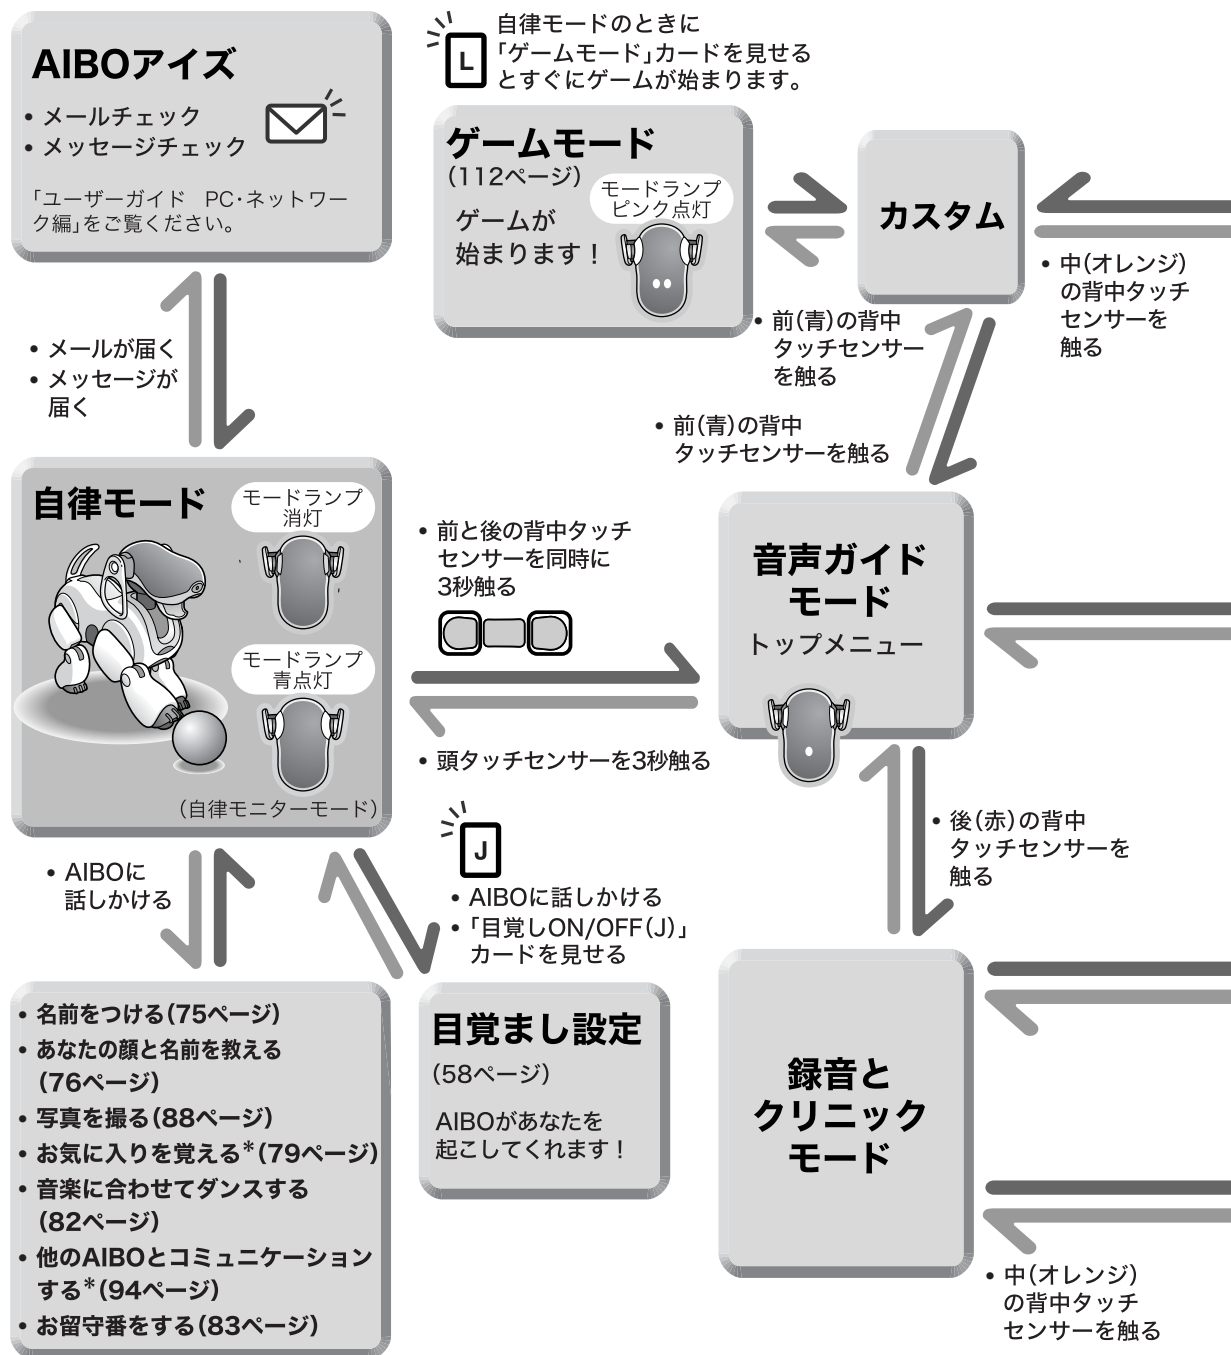 AIBOアイズ
• メールチェック
• メッセージチェック
「ユーザーガイド　PC・ネットワー
ク編」をご覧ください。
L
自律モードのときに
「ゲームモード」カードを見せる
とすぐにゲームが始まります。
ゲームモード
（112ページ）
モードランプ
ピンク点灯
ゲームが
始まります！
カスタム
• 中（オレンジ）
の背中タッチ
センサーを
触る
• 前（青）の背中
タッチセンサー
を触る
• メールが届く
• メッセージが
届く
• 前（青）の背中
タッチセンサーを触る
自律モード
モードランプ
消灯
モードランプ
青点灯
（自律モニターモード）
• 前と後の背中タッチ
センサーを同時に
3秒触る
• 頭タッチセンサーを3秒触る
音声ガイド
モード
トップメニュー
• AIBOに
話しかける
J
• AIBOに話しかける
• 「目覚しON/OFF（J）」
カードを見せる
• 後（赤）の背中
タッチセンサーを
触る
• 名前をつける（75ページ）
• あなたの顔と名前を教える
（76ページ）
• 写真を撮る（88ページ）
• お気に入りを覚える*（79ページ）
• 音楽に合わせてダンスする
（82ページ）
• 他のAIBOとコミュニケーション
する*（94ページ）
• お留守番をする（83ページ）
目覚まし設定
（58ページ）
AIBOがあなたを
起こしてくれます！
録音と
クリニック
モード
• 中（オレンジ）
の背中タッチ
センサーを触る